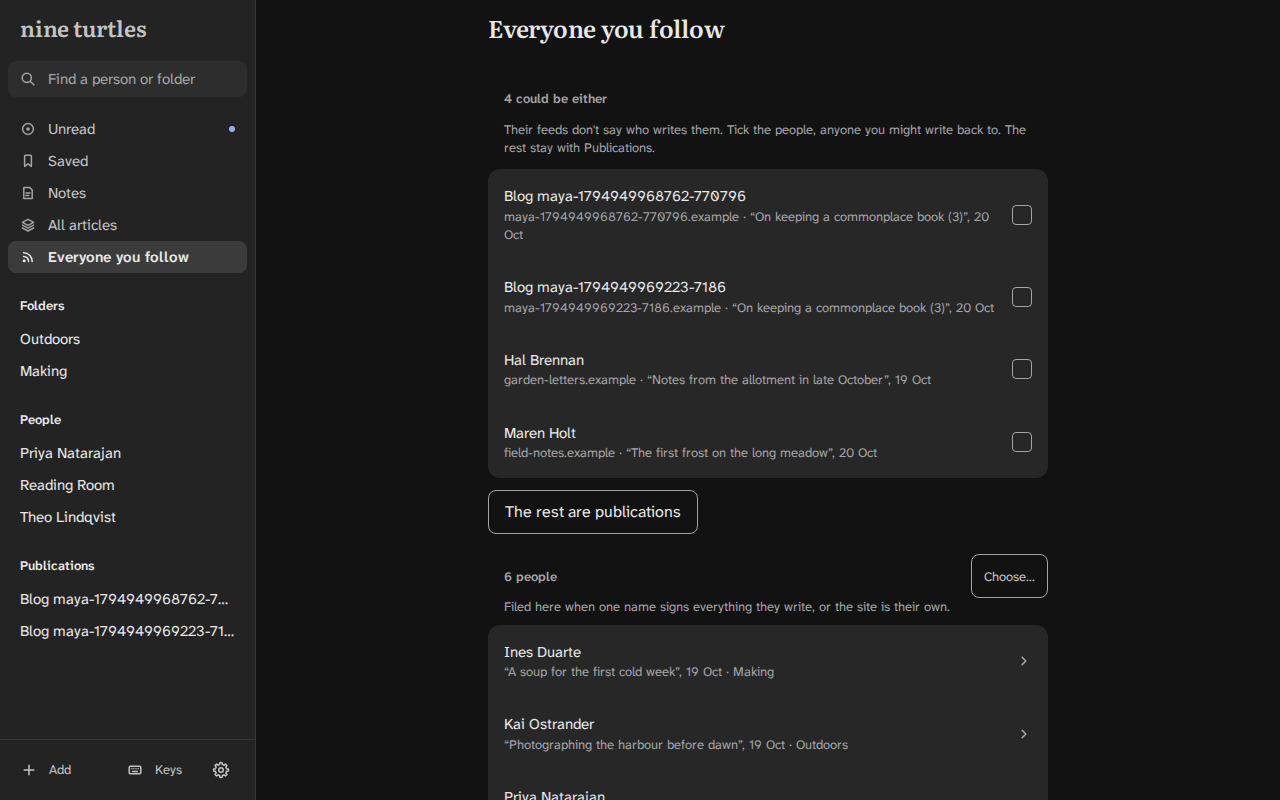 nine turtles
Find a person or folder
Unread
Saved
Notes
All articles
Everyone you follow
Folders
Outdoors
Making
People
Priya Natarajan
Reading Room
Theo Lindqvist
Publications
Blog maya-1794949968762-7…
Blog maya-1794949969223-71…
Add
Keys
Everyone you follow
4 could be either
Their feeds don't say who writes them. Tick the people, anyone you might write back to. The
rest stay with Publications.
Blog maya-1794949968762-770796
maya-1794949968762-770796.example · “On keeping a commonplace book (3)”, 20
Oct
Blog maya-1794949969223-7186
maya-1794949969223-7186.example · “On keeping a commonplace book (3)”, 20 Oct
Hal Brennan
garden-letters.example · “Notes from the allotment in late October”, 19 Oct
Maren Holt
field-notes.example · “The first frost on the long meadow”, 20 Oct
The rest are publications
6 people
Choose…
Filed here when one name signs everything they write, or the site is their own.
Ines Duarte
“A soup for the first cold week”, 19 Oct · Making
Kai Ostrander
“Photographing the harbour before dawn”, 19 Oct · Outdoors
Priya Natarajan